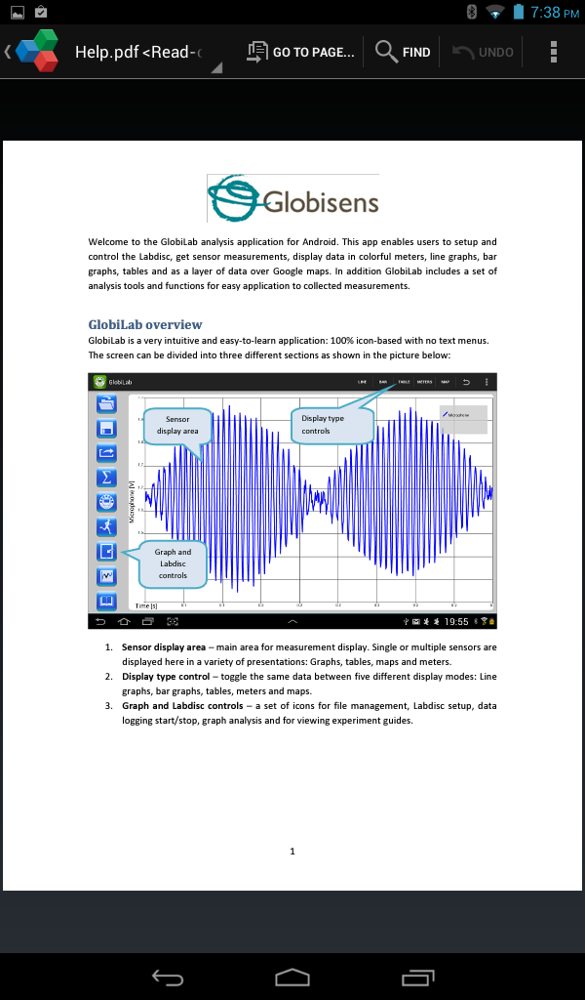 7:38 PM
Help.pdf <Read-
GO TO PAGE...
FIND
UNDO
Globisens
Welcome to the GlobiLab analysis application for Android. This app enables users to setup and
control the Labdisc, get sensor measurements, display data in colorful meters, line graphs, bar
graphs, tables and as a layer of data over Google maps. In addition GlobiLab includes a set of
analysis tools and functions for easy application to collected measurements.
GlobiLab overview
GlobiLab is a very intuitive and easy-to-learn application: 100% icon-based with no text menus.
The screen can be divided into three different sections as shown in the picture below:
GlobiLab
LINE BAR TABLE METERS MAP
Sensor
display area
Display type
controls
Microphone
Microphone [V]
Graph and
Labdisc
controls
Time [s]
19:55
1. Sensor display area – main area for measurement display. Single or multiple sensors are
displayed here in a variety of presentations: Graphs, tables, maps and meters.
2. Display type control – toggle the same data between five different display modes: Line
graphs, bar graphs, tables, meters and maps.
3. Graph and Labdisc controls – a set of icons for file management, Labdisc setup, data
logging start/stop, graph analysis and for viewing experiment guides.
1